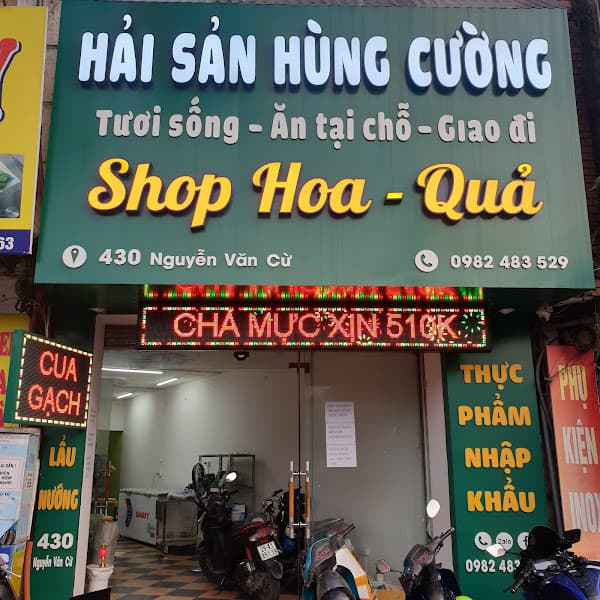 HẢI SẢN HÙNG CƯỜNG
Tươi sống - Ăn tại chỗ - Giao đi
Shop Hoa - Quả
430 Nguyễn Văn Cừ
0982 483 529
63
CHẢ MỰC XỊN 510K
CUA
GẠCH
LẨU
NƯỚNG
430
Nguyễn Văn Cừ
THỰC
PHẨM
NHẬP
KHẨU
Zalo
0982 483
PHỤ
KIỆN
INOX